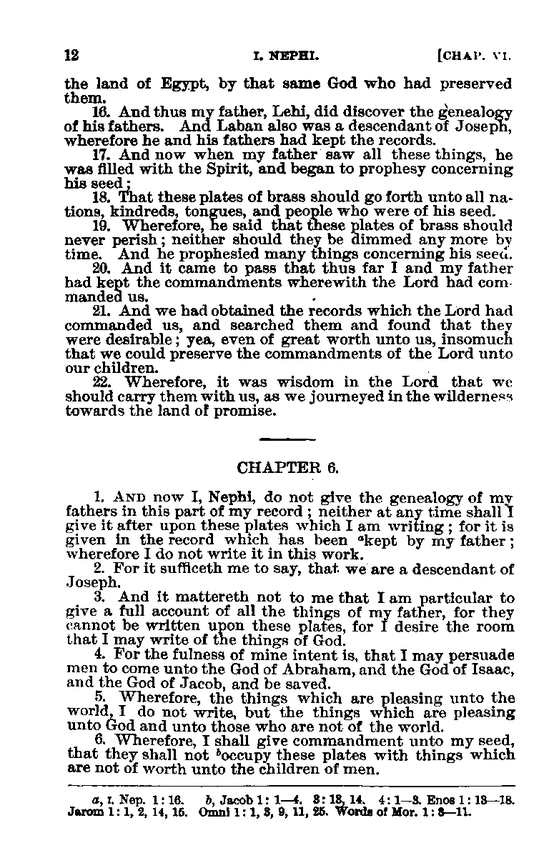 12 I. NEPHI. [CHAP. VI.
the land of Egypt, by that same God who had preserved
them.
16. And thus my father, Lehi, did discover the genealogy
of his fathers. And Laban also was a descendant of Joseph,
wherefore he and his fathers had kept the records.
17. And now when my father saw all these things, he
was filled with the Spirit, and began to prophesy concerning
his seed;
18. That these plates of brass should go forth unto all na-
tions, kindreds, tongues, and people who were of his seed.
19. Wherefore, he said that these plates of brass should
never perish; neither should they be dimmed any more by
time. And he prophesied many things concerning his seed.
20. And it came to pass that thus far I and my father
had kept the commandments wherewith the Lord had com-
manded us.
21. And we had obtained the records which the Lord had
commanded us, and searched them and found that they
were desirable; yea, even of great worth unto us, insomuch
that we could preserve the commandments of the Lord unto
our children.
22. Wherefore, it was wisdom in the Lord that we
should carry them with us, as we journeyed in the wilderness
towards the land of promise.
CHAPTER 6.
1. AND now I, Nephi, do not give the genealogy of my
fathers in this part of my record; neither at any time shall I
give it after upon these plates which I am writing; for it is
given in the record which has been akept by my father;
wherefore I do not write it in this work.
2. For it sufficeth me to say, that we are a descendant of
Joseph.
3. And it mattereth not to me that I am particular to
give a full account of all the things of my father, for they
cannot be written upon these plates, for I desire the room
that I may write of the things of God.
4. For the fulness of mine intent is, that I may persuade
men to come unto the God of Abraham, and the God of Isaac,
and the God of Jacob, and be saved.
5. Wherefore, the things which are pleasing unto the
world, I do not write, but the things which are pleasing
unto God and unto those who are not of the world.
6. Wherefore, I shall give commandment unto my seed,
that they shall not boccupy these plates with things which
are not of worth unto the children of men.
a, I. Nep. 1:16. b, Jacob 1: 1—4. 3: 13, 14. 4: 1—3. Enos 1: 13—18.
Jarom 1: 1, 2, 14, 15. Omni 1: 1, 3, 9, 11, 25. Words of Mor. 1: 3—11.